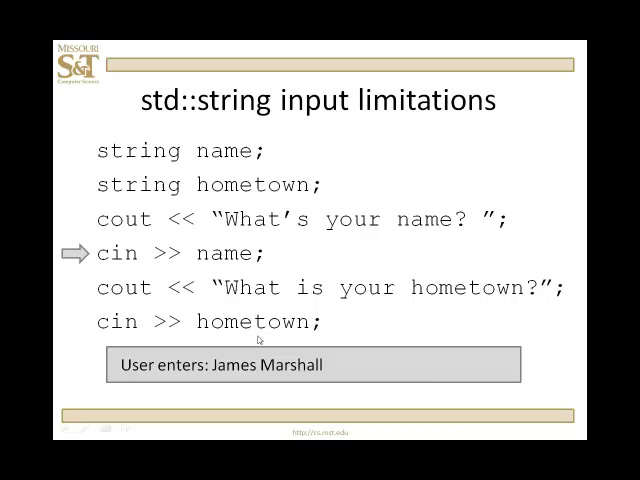 MISSOURI
S&T
Computer Science
std::string input limitations
string name;
string hometown;
cout << “What’s your name? ”;
cin >> name;
cout << “What is your hometown?”;
cin >> hometown;
User enters: James Marshall
http://cs.mst.edu